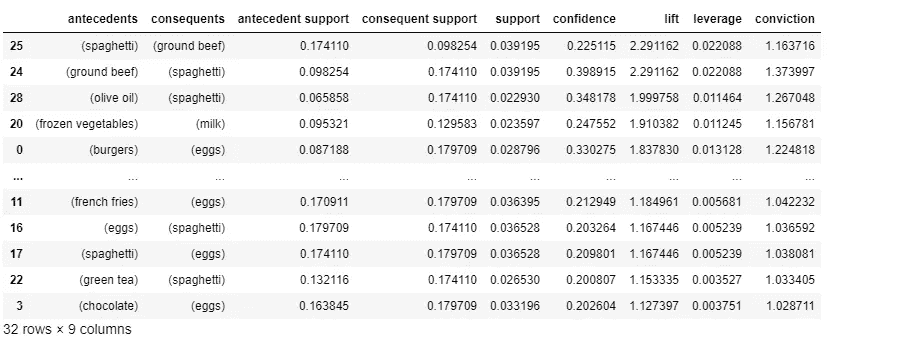 antecedents consequents antecedent support consequent support support confidence lift leverage conviction
25 (spaghetti) (ground beef) 0.174110 0.098254 0.039195 0.225115 2.291162 0.022088 1.163716
24 (ground beef) (spaghetti) 0.098254 0.174110 0.039195 0.398915 2.291162 0.022088 1.373997
28 (olive oil) (spaghetti) 0.065858 0.174110 0.022930 0.348178 1.999758 0.011464 1.267048
20 (frozen vegetables) (milk) 0.095321 0.129583 0.023597 0.247552 1.910382 0.011245 1.156781
0 (burgers) (eggs) 0.087188 0.179709 0.028796 0.330275 1.837830 0.013128 1.224818
... ... ... ... ... ... ... ... ... ...
11 (french fries) (eggs) 0.170911 0.179709 0.036395 0.212949 1.184961 0.005681 1.042232
16 (eggs) (spaghetti) 0.179709 0.174110 0.036528 0.203264 1.167446 0.005239 1.036592
17 (spaghetti) (eggs) 0.174110 0.179709 0.036528 0.209801 1.167446 0.005239 1.038081
22 (green tea) (spaghetti) 0.132116 0.174110 0.026530 0.200807 1.153335 0.003527 1.033405
3 (chocolate) (eggs) 0.163845 0.179709 0.033196 0.202604 1.127397 0.003751 1.028711
32 rows × 9 columns